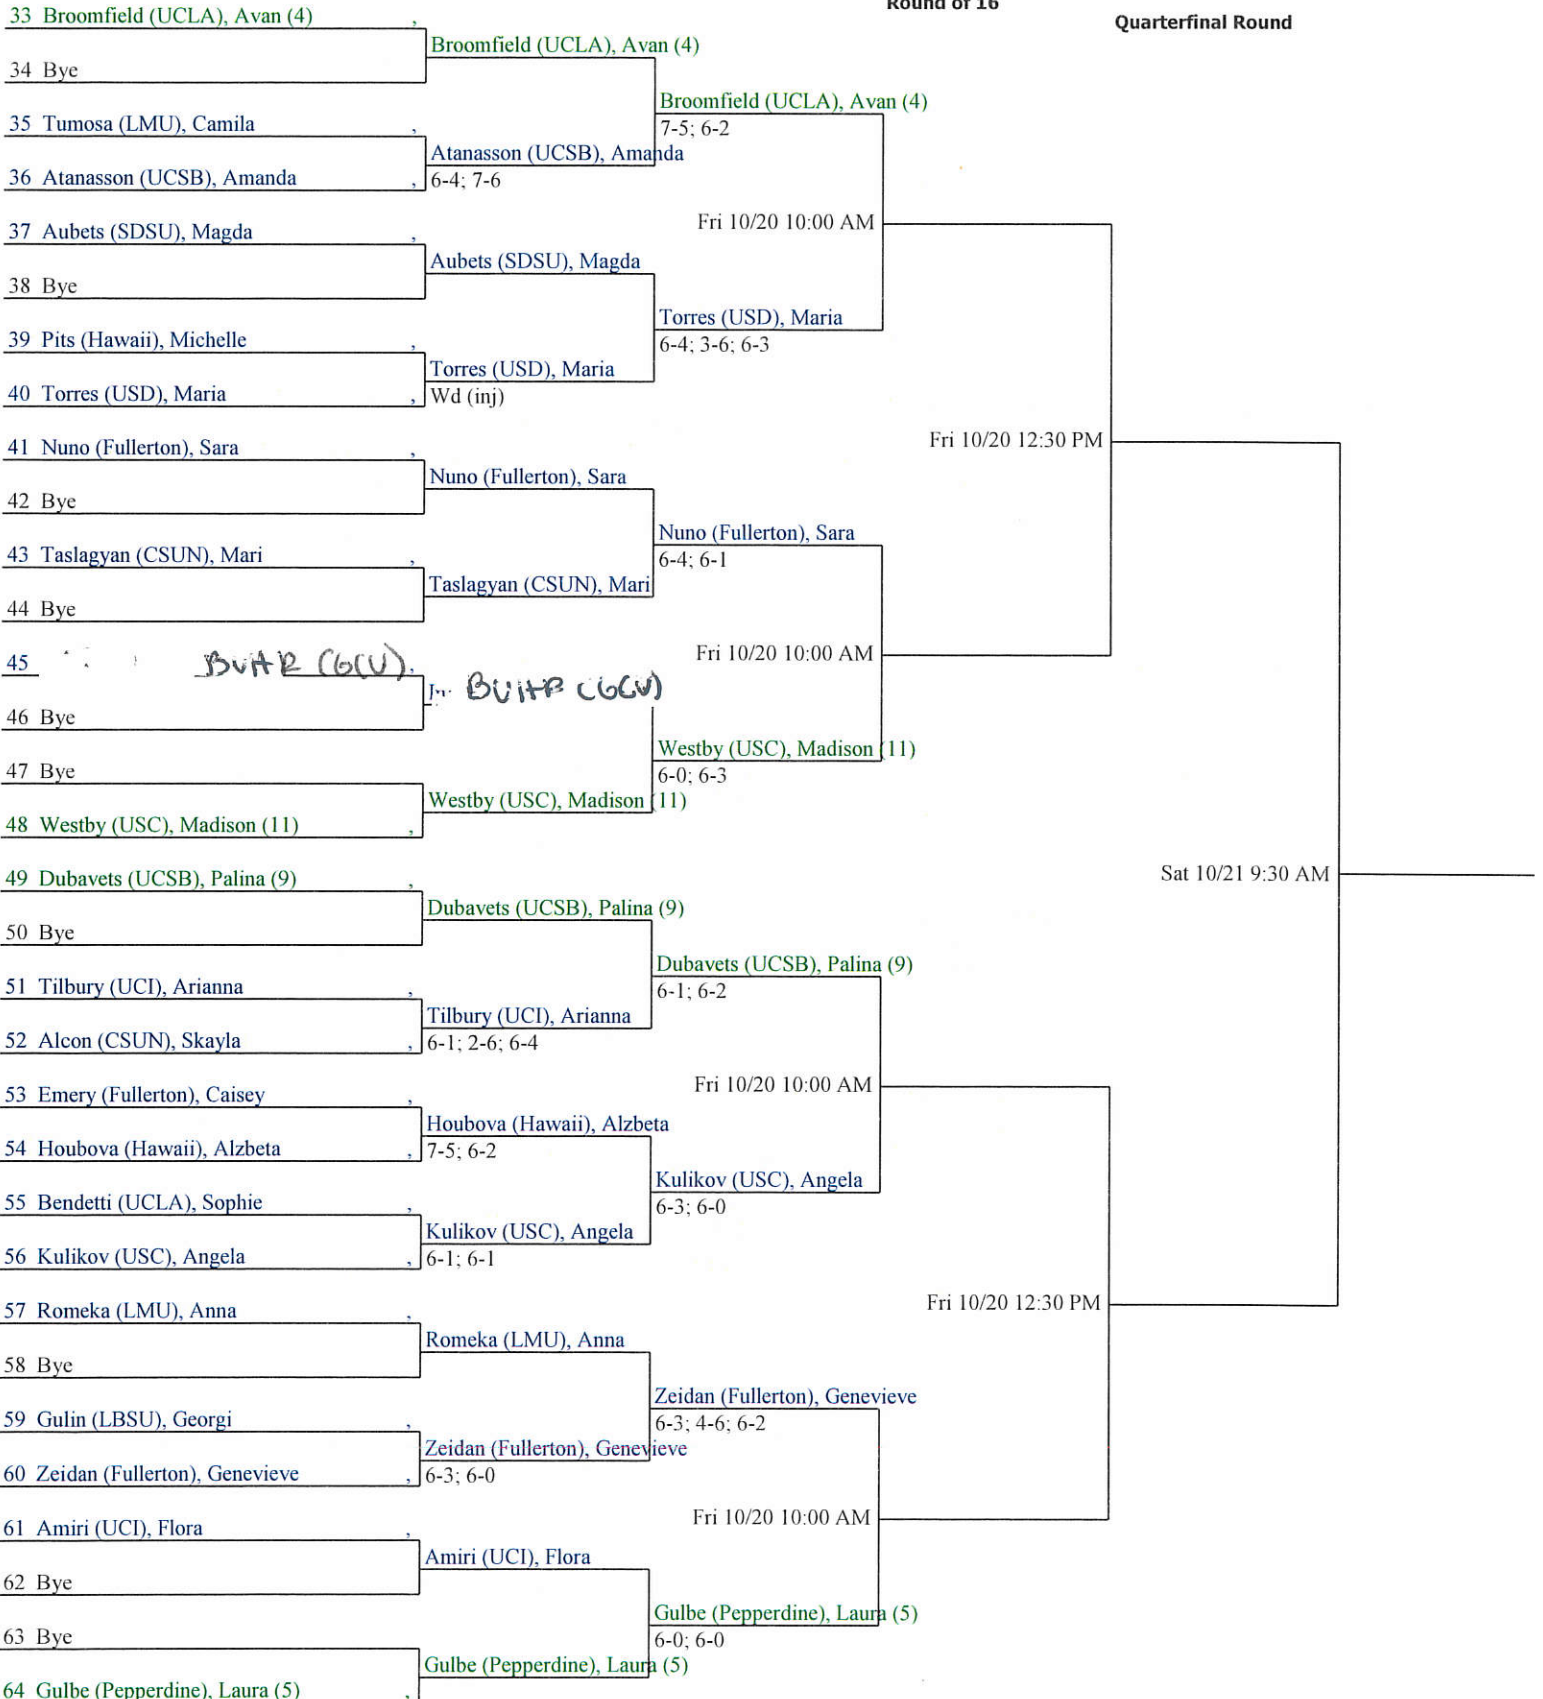 Round of 16
Quarterfinal Round
33 Broomfield (UCLA), Avan (4) ,
Broomfield (UCLA), Avan (4)
34 Bye
Broomfield (UCLA), Avan (4)
7-5; 6-2
35 Tumosa (LMU), Camila ,
Atanasson (UCSB), Amanda
6-4; 7-6
36 Atanasson (UCSB), Amanda ,
Fri 10/20 10:00 AM
37 Aubets (SDSU), Magda ,
Aubets (SDSU), Magda
38 Bye
Torres (USD), Maria
6-4; 3-6; 6-3
39 Pits (Hawaii), Michelle ,
Torres (USD), Maria
Wd (inj)
40 Torres (USD), Maria ,
Fri 10/20 12:30 PM
41 Nuno (Fullerton), Sara ,
Nuno (Fullerton), Sara
42 Bye
Nuno (Fullerton), Sara
6-4; 6-1
43 Taslagyan (CSUN), Mari ,
Taslagyan (CSUN), Mari
44 Bye
Fri 10/20 10:00 AM
45 (GCU),
(GCU)
46 Bye
Westby (USC), Madison (11)
6-0; 6-3
47 Bye
Westby (USC), Madison (11)
48 Westby (USC), Madison (11) ,
Sat 10/21 9:30 AM
49 Dubavets (UCSB), Palina (9) ,
Dubavets (UCSB), Palina (9)
50 Bye
Dubavets (UCSB), Palina (9)
6-1; 6-2
51 Tilbury (UCI), Arianna ,
Tilbury (UCI), Arianna
6-1; 2-6; 6-4
52 Alcon (CSUN), Skayla ,
Fri 10/20 10:00 AM
53 Emery (Fullerton), Caisey ,
Houbova (Hawaii), Alzbeta
7-5; 6-2
54 Houbova (Hawaii), Alzbeta ,
Kulikov (USC), Angela
6-3; 6-0
55 Bendetti (UCLA), Sophie ,
Kulikov (USC), Angela
6-1; 6-1
56 Kulikov (USC), Angela ,
Fri 10/20 12:30 PM
57 Romeka (LMU), Anna ,
Romeka (LMU), Anna
58 Bye
Zeidan (Fullerton), Genevieve
6-3; 4-6; 6-2
59 Gulin (LBSU), Georgi ,
Zeidan (Fullerton), Genevieve
6-3; 6-0
60 Zeidan (Fullerton), Genevieve ,
Fri 10/20 10:00 AM
61 Amiri (UCI), Flora ,
Amiri (UCI), Flora
62 Bye
Gulbe (Pepperdine), Laura (5)
6-0; 6-0
63 Bye
Gulbe (Pepperdine), Laura (5)
64 Gulbe (Pepperdine), Laura (5) ,